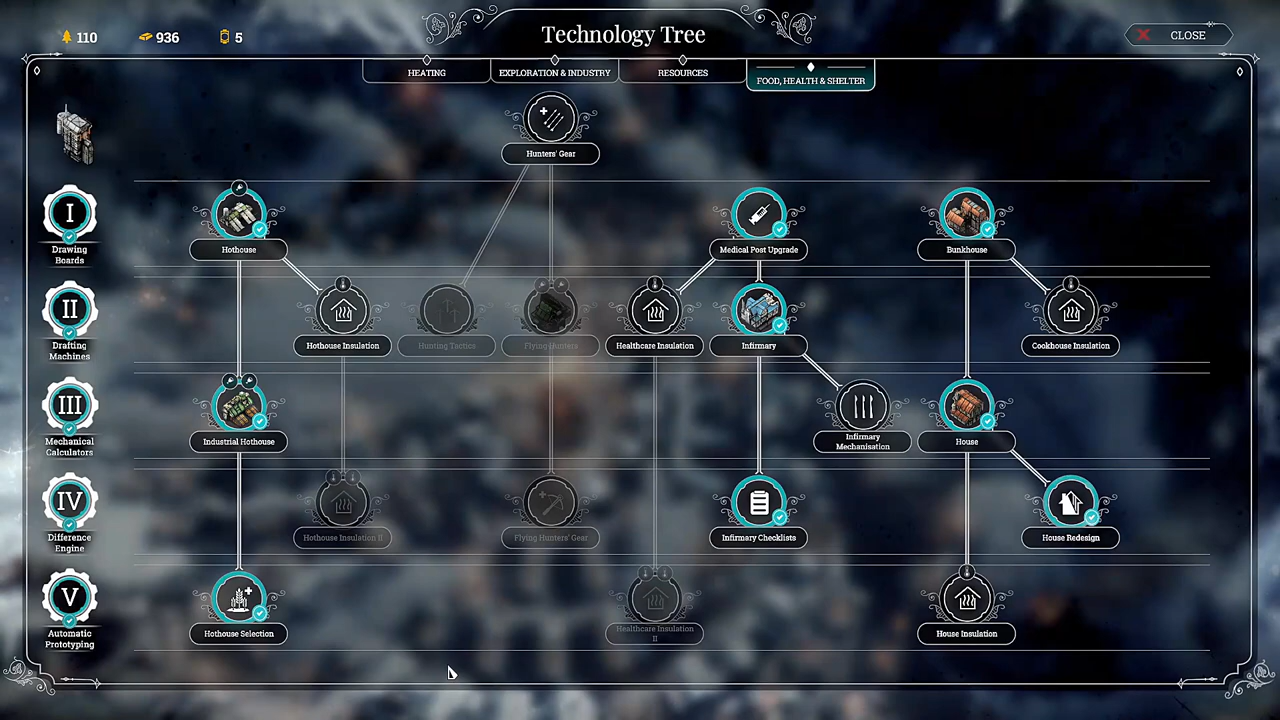 110 936 5
Technology Tree
CLOSE
HEATING
EXPLORATION & INDUSTRY
RESOURCES
FOOD, HEALTH & SHELTER
Hunters' Gear
I
Drawing
Boards
Hothouse
Medical Post Upgrade
Bunkhouse
II
Drafting
Machines
Hothouse Insulation
Hunting Tactics
Flying Hunters
Healthcare Insulation
Infirmary
Cookhouse Insulation
III
Mechanical
Calculators
Industrial Hothouse
Infirmary
Mechanisation
House
IV
Difference
Engine
Hothouse Insulation II
Flying Hunters' Gear
Infirmary Checklists
House Redesign
V
Automatic
Prototyping
Hothouse Selection
Healthcare Insulation
II
House Insulation